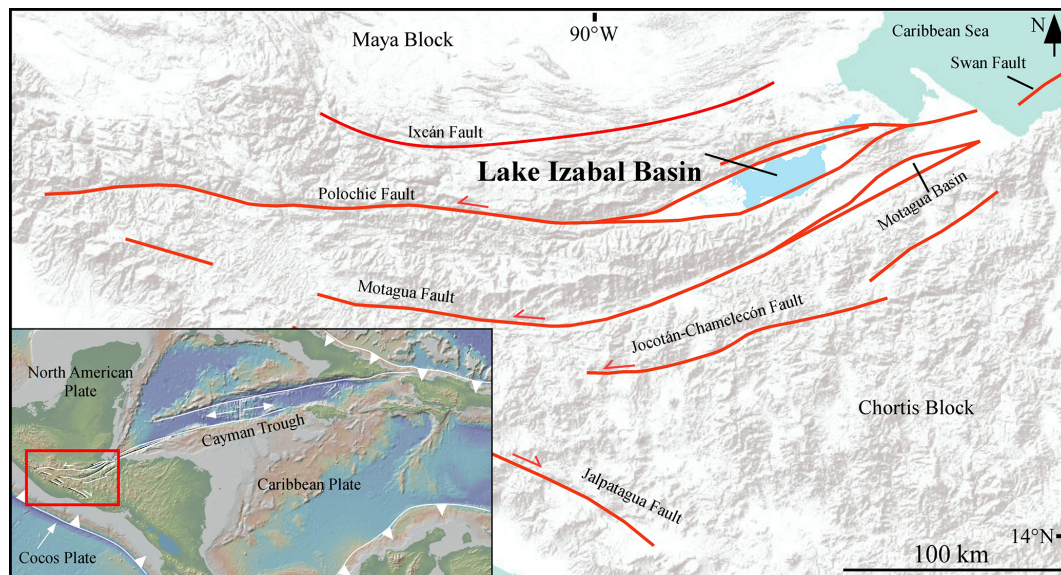 Maya Block
90°W
Caribbean Sea
N
Swan Fault
Ixcán Fault
Lake Izabal Basin
Polochic Fault
Motagua Basin
Motagua Fault
Jocotán-Chamelecón Fault
North American
Plate
Chortis Block
Cayman Trough
Caribbean Plate
Jalpatagua Fault
Cocos Plate
14°N
100 km